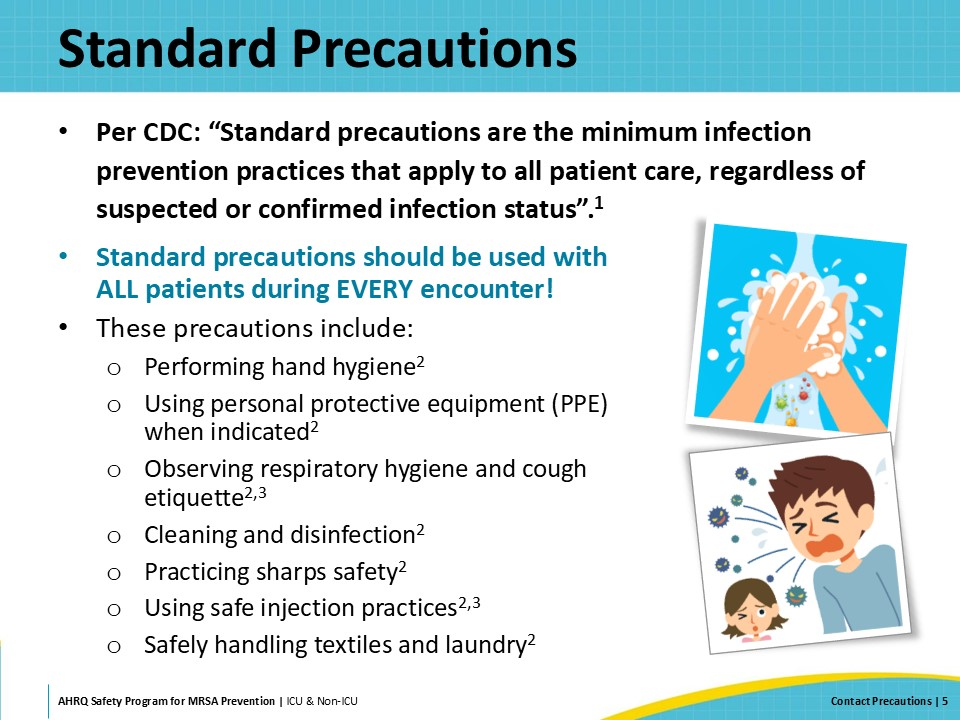 Standard Precautions
• Per CDC: “Standard precautions are the minimum infection
prevention practices that apply to all patient care, regardless of
suspected or confirmed infection status”.1
• Standard precautions should be used with
ALL patients during EVERY encounter!
• These precautions include:
o Performing hand hygiene2
o Using personal protective equipment (PPE)
when indicated2
o Observing respiratory hygiene and cough
etiquette2,3
o Cleaning and disinfection2
o Practicing sharps safety2
o Using safe injection practices2,3
o Safely handling textiles and laundry2
AHRQ Safety Program for MRSA Prevention | ICU & Non-ICU
Contact Precautions | 5